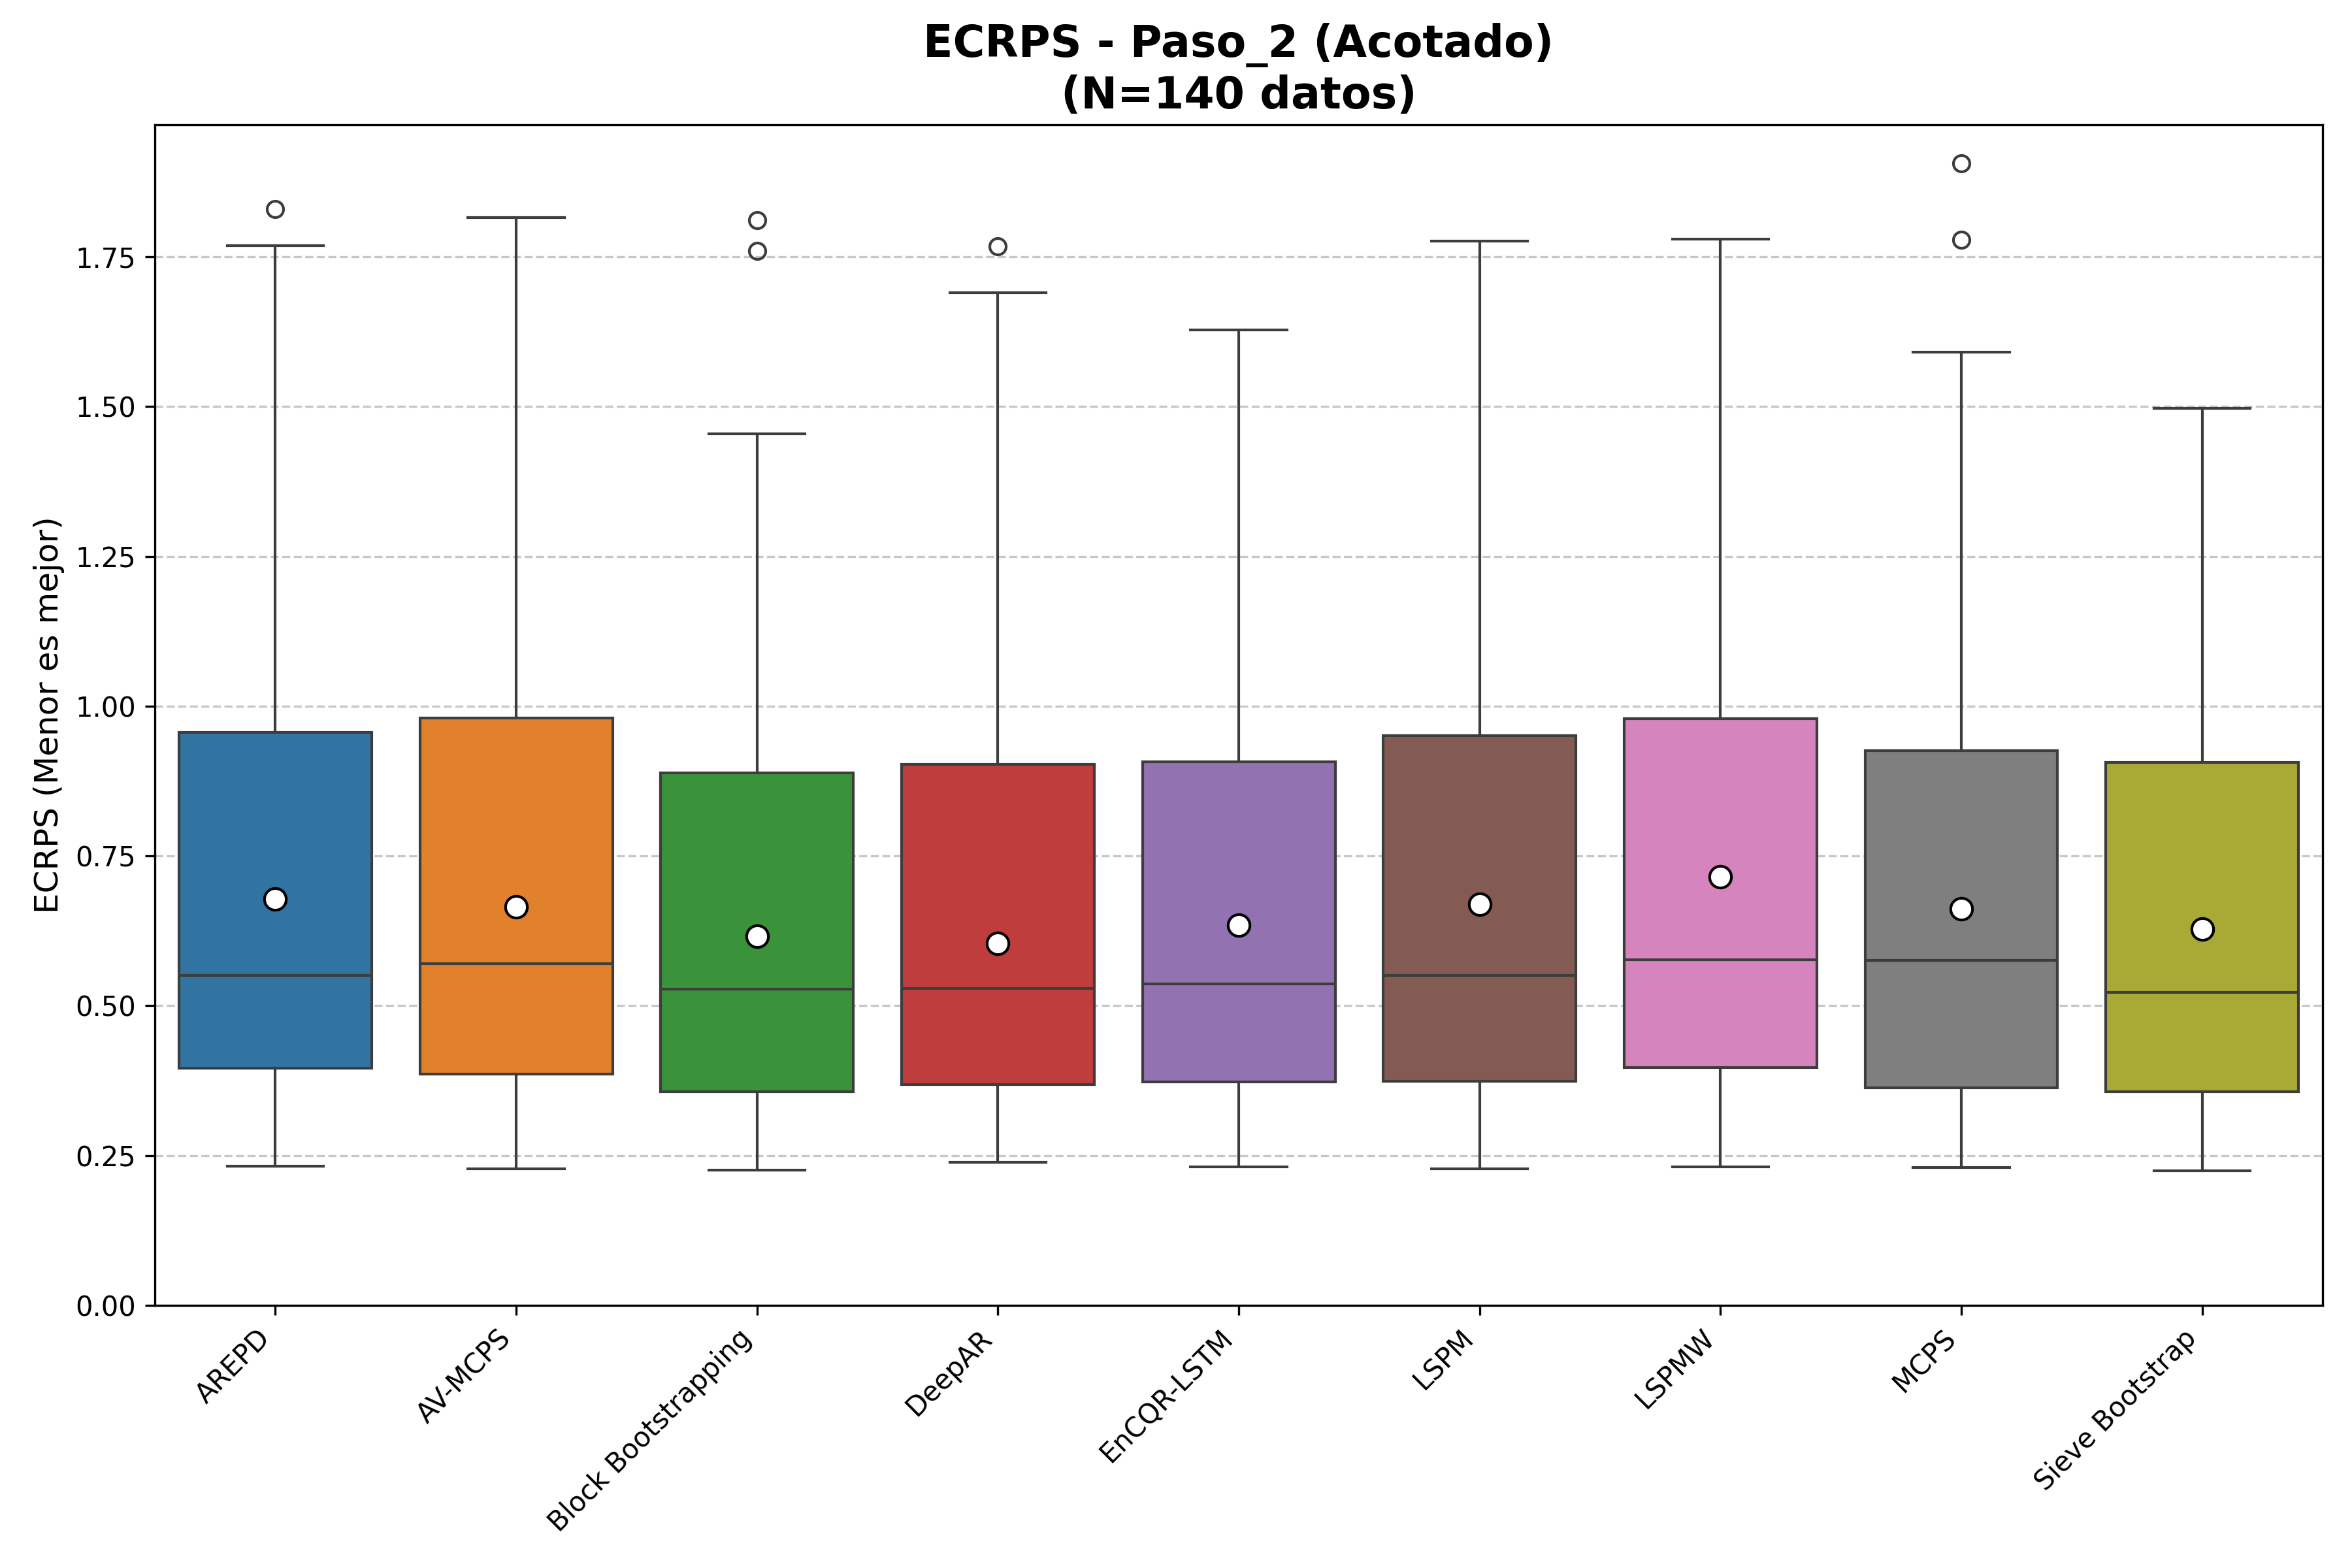 ECRPS - Paso_2 (Acotado)
(N=140 datos)
ECRPS (Menor es mejor)
1.75
1.50
1.25
1.00
0.75
0.50
0.25
0.00
AREPD
AV-MCPS
Block Bootstrapping
DeepAR
EnCQR-LSTM
LSPM
LSPMW
MCPS
Sieve Bootstrap